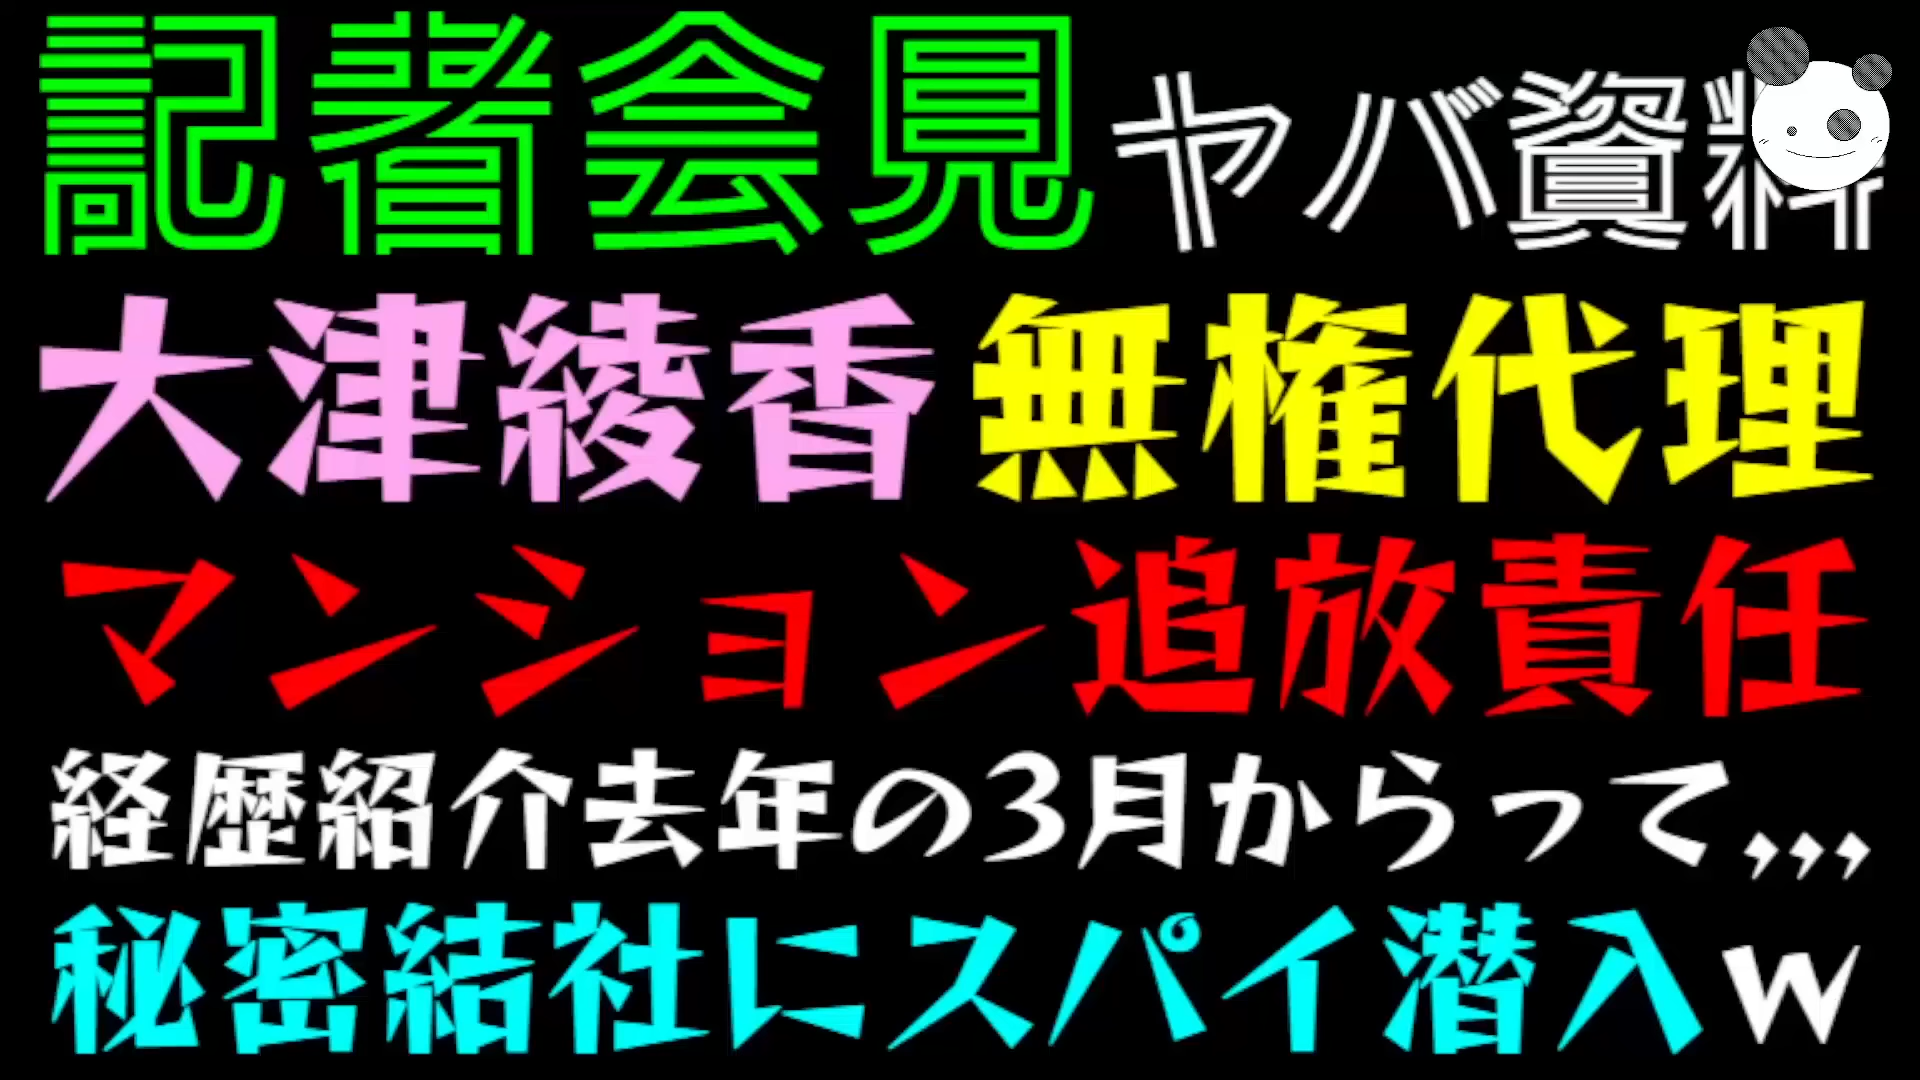 記者会見 ヤバ資料
大津綾香 無権代理
マンション追放責任
経歴紹介去年の3月からって,,,
秘密結社にスパイ潜入w